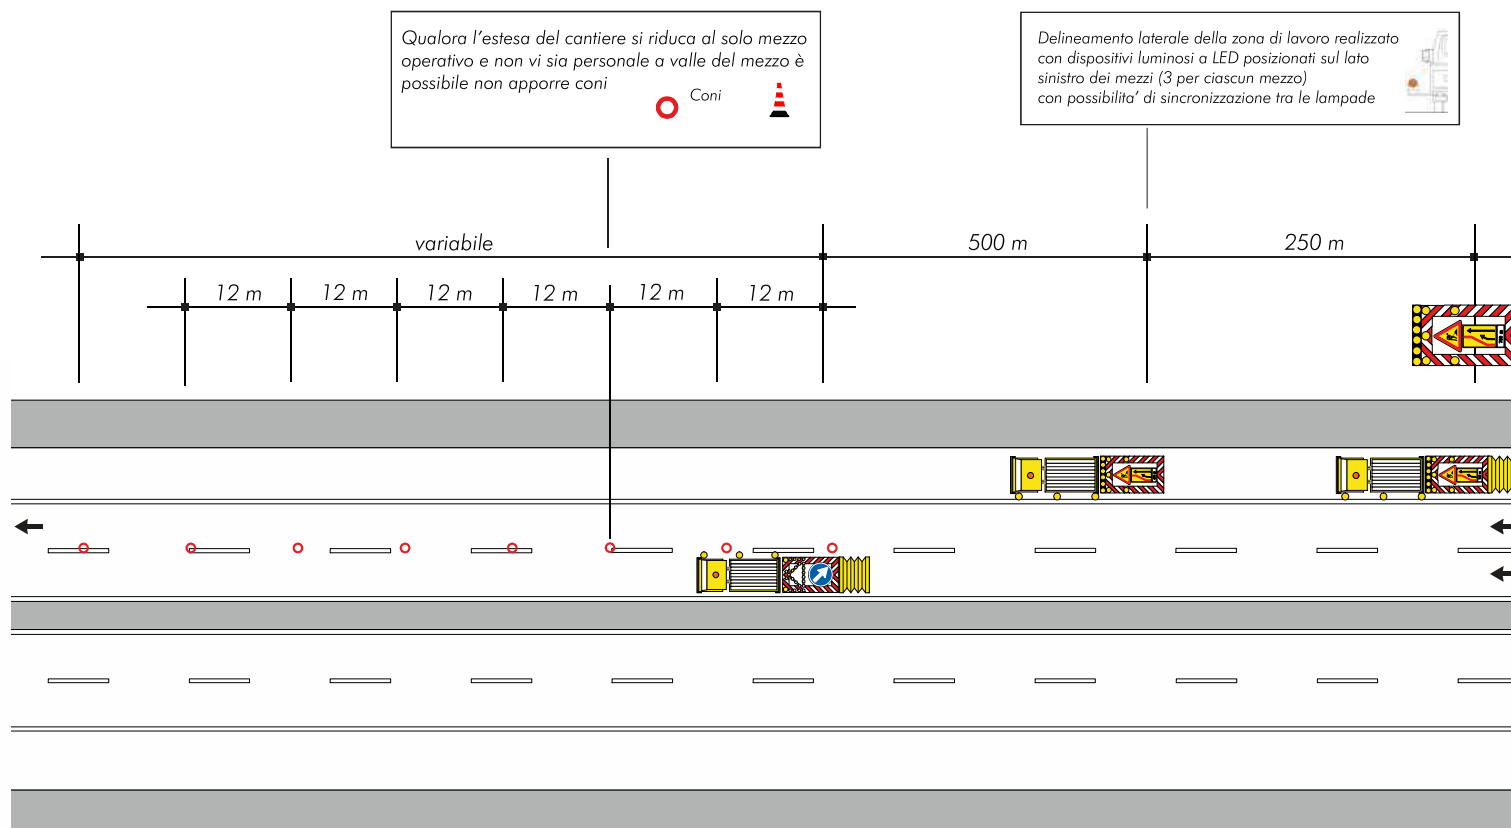 Qualora l'estesa del cantiere si riduca al solo mezzo
operativo e non vi sia personale a valle del mezzo è
possibile non apporre coni
Coni
Delineamento laterale della zona di lavoro realizzato
con dispositivi luminosi a LED posizionati sul lato
sinistro dei mezzi (3 per ciascun mezzo)
con possibilita' di sincronizzazione tra le lampade
variabile
500 m
250 m
12 m
12 m
12 m
12 m
12 m
12 m